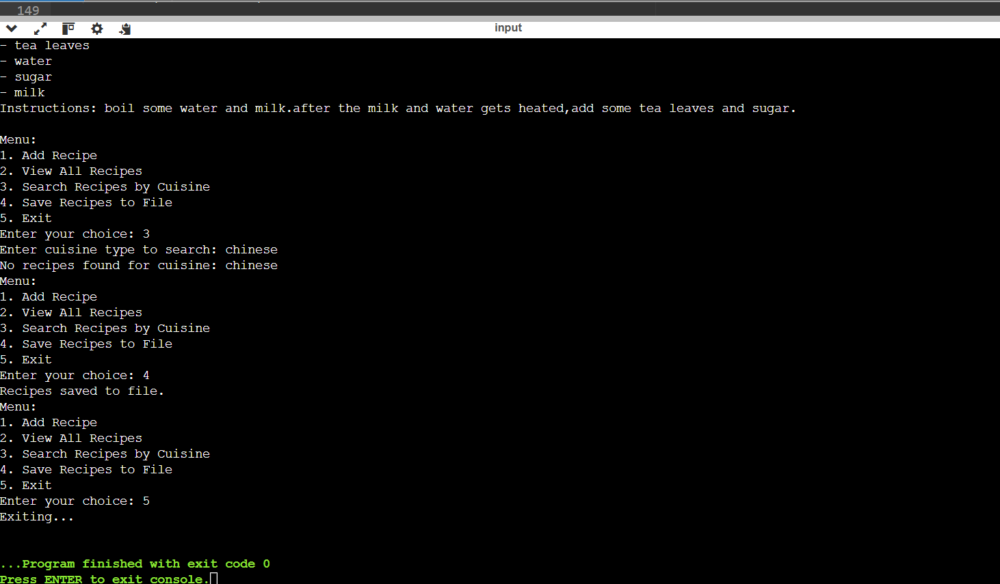 149
input
- tea leaves
- water
- sugar
- milk
Instructions: boil some water and milk.after the milk and water gets heated,add some tea leaves and sugar.
Menu:
1. Add Recipe
2. View All Recipes
3. Search Recipes by Cuisine
4. Save Recipes to File
5. Exit
Enter your choice: 3
Enter cuisine type to search: chinese
No recipes found for cuisine: chinese
Menu:
1. Add Recipe
2. View All Recipes
3. Search Recipes by Cuisine
4. Save Recipes to File
5. Exit
Enter your choice: 4
Recipes saved to file.
Menu:
1. Add Recipe
2. View All Recipes
3. Search Recipes by Cuisine
4. Save Recipes to File
5. Exit
Enter your choice: 5
Exiting...
...Program finished with exit code 0
Press ENTER to exit console.